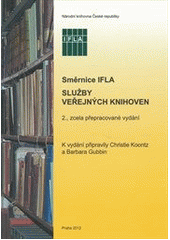 Národní knihovna České republiky
IFLA
Směrnice IFLA
SLUŽBY
VEŘEJNÝCH KNIHOVEN
2., zcela přepracované vydání
K vydání připravily Christie Koontz
a Barbara Gubbin
Praha 2012